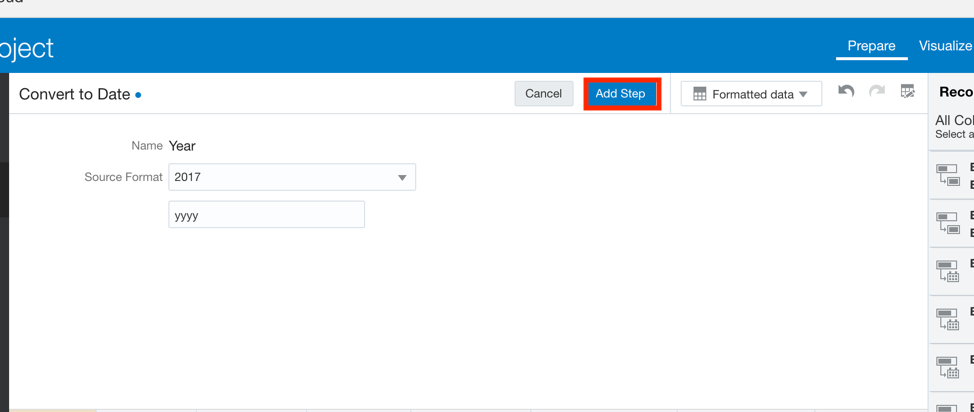 oject
Prepare Visualize
Convert to Date
Cancel Add Step Formatted data
Reco
All Col
Select a
Name Year
Source Format 2017
yyyy